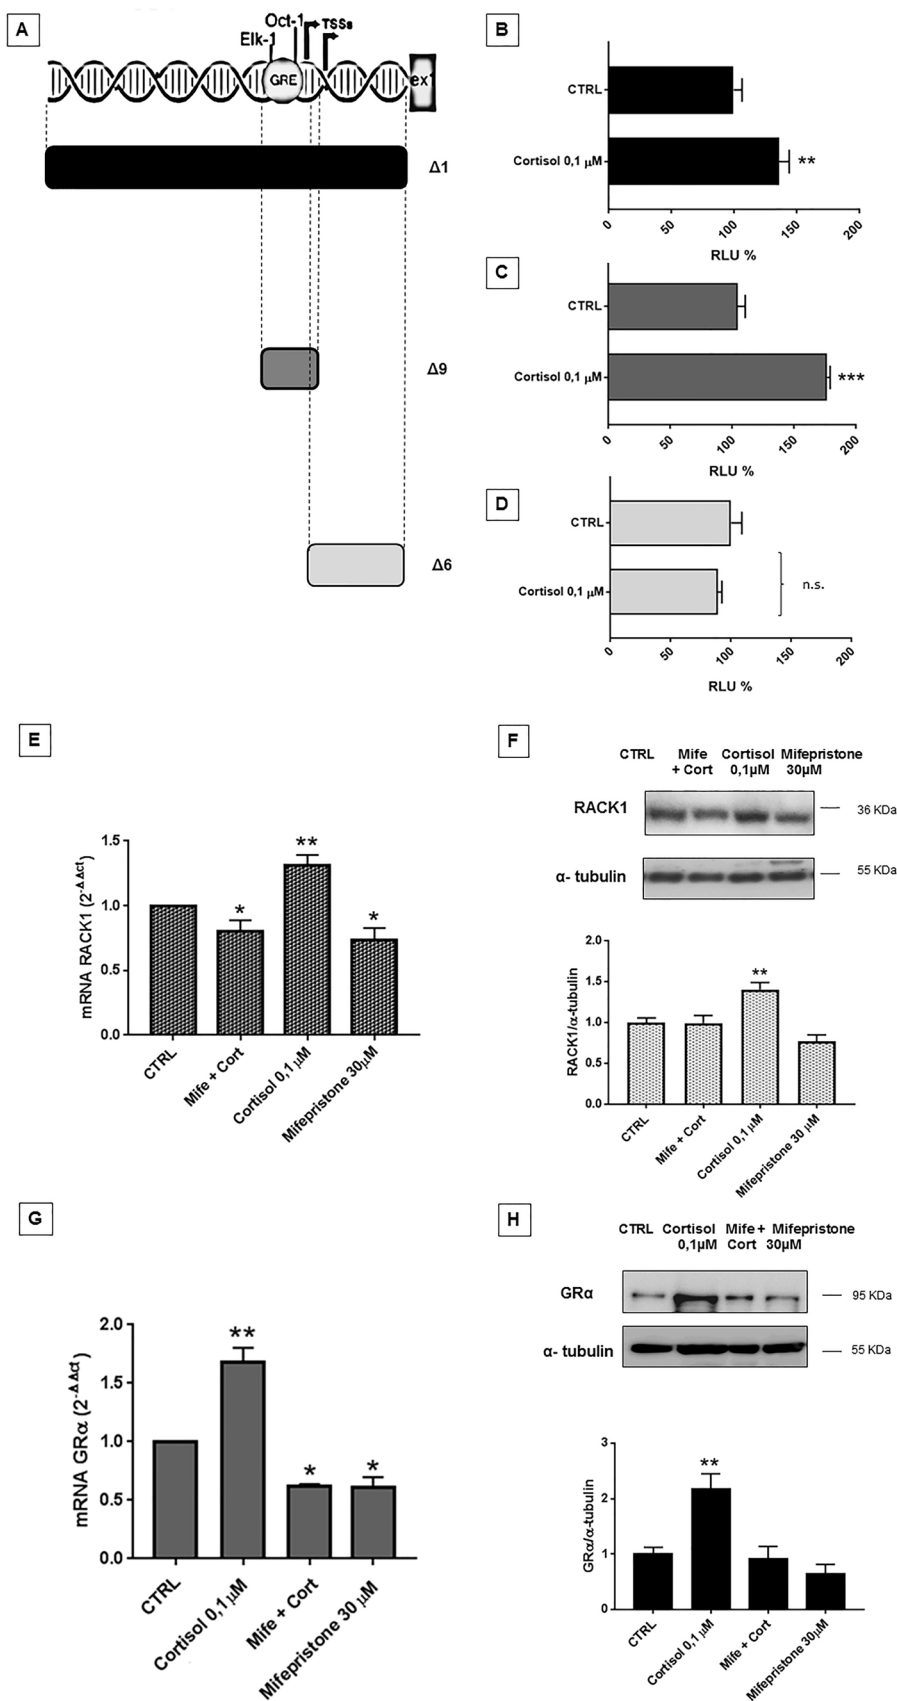 A
Oct-1
TSSs
Elk-1
GRE
ex1
Δ1
Δ9
Δ6
B
CTRL
Cortisol 0,1 µM
**
0
50
100
150
200
RLU %
C
CTRL
Cortisol 0,1 µM
***
0
50
100
150
200
RLU %
D
CTRL
Cortisol 0,1 µM
n.s.
0
50
100
150
200
RLU %
E
mRNA RACK1 (2-ΔΔct)
1.5
1.0
0.5
0.0
*
**
*
CTRL
Mife + Cort
Cortisol 0,1 µM
Mifepristone 30µM
F
CTRL Mife Cortisol Mifepristone
+ Cort 0,1µM 30µM
RACK1
36 KDa
α- tubulin
55 KDa
RACK1/α-tubulin
2.0
1.5
1.0
0.5
0.0
**
CTRL
Mife + Cort
Cortisol 0,1 µM
Mifepristone 30 µM
G
mRNA GRα (2-ΔΔct)
2.0
1.5
1.0
0.5
0.0
**
*
*
CTRL
Cortisol 0,1 µM
Mife + Cort
Mifepristone 30 µM
H
CTRL Cortisol Mife + Mifepristone
0,1µM Cort 30µM
GRα
95 KDa
α- tubulin
55 KDa
GRα/α-tubulin
3
2
1
0
**
CTRL
Cortisol 0,1 µM
Mife + Cort
Mifepristone 30µM